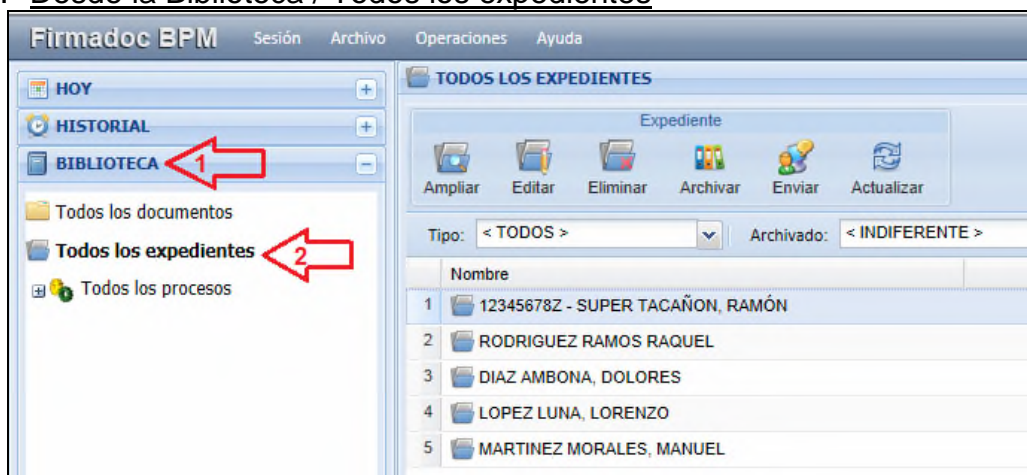 Desde la Biblioteca / Todos los expedientes
Firmadoc BPM Sesión Archivo Operaciones Ayuda
HOY
HISTORIAL
BIBLIOTECA 1
Todos los documentos
Todos los expedientes 2
Todos los procesos
TODOS LOS EXPEDIENTES
Expediente
Ampliar Editar Eliminar Archivar Enviar Actualizar
Tipo: < TODOS > Archivado: < INDIFERENTE >
Nombre
1 12345678Z - SUPER TACAÑON, RAMÓN
2 RODRIGUEZ RAMOS RAQUEL
3 DIAZ AMBONA, DOLORES
4 LOPEZ LUNA, LORENZO
5 MARTINEZ MORALES, MANUEL